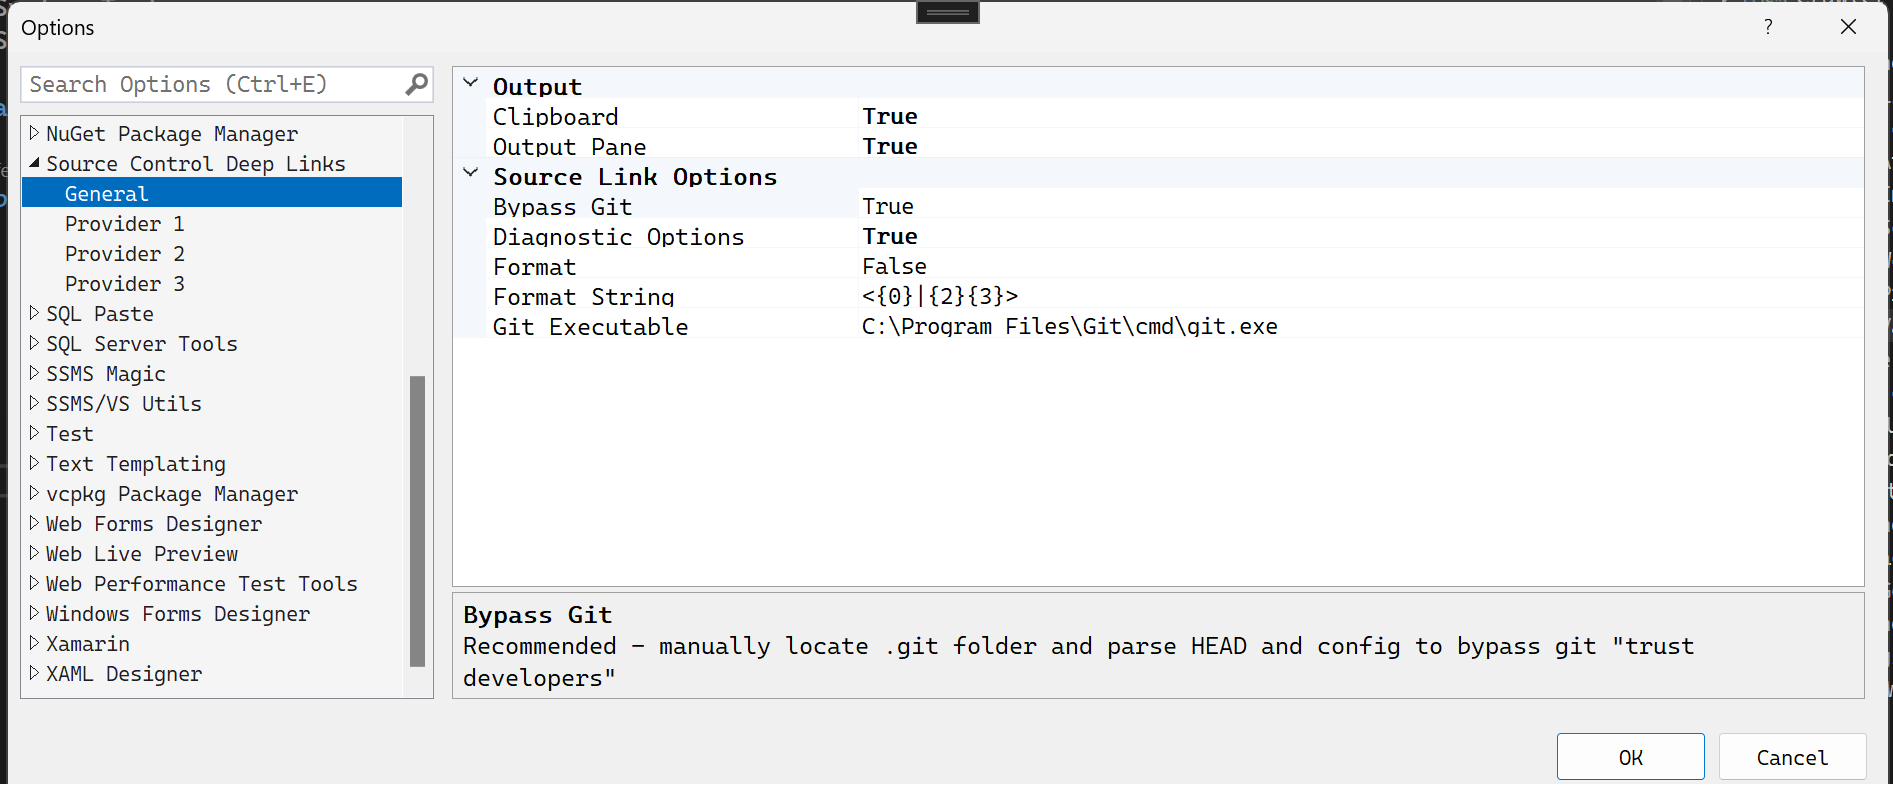 Options
?
Search Options (Ctrl+E)
NuGet Package Manager
Source Control Deep Links
General
Provider 1
Provider 2
Provider 3
SQL Paste
SQL Server Tools
SSMS Magic
SSMS/VS Utils
Test
Text Templating
vcpkg Package Manager
Web Forms Designer
Web Live Preview
Web Performance Test Tools
Windows Forms Designer
Xamarin
XAML Designer
Output
Clipboard True
Output Pane True
Source Link Options
Bypass Git True
Diagnostic Options True
Format False
Format String <{0}|{2}{3}>
Git Executable C:\Program Files\Git\cmd\git.exe
Bypass Git
Recommended - manually locate .git folder and parse HEAD and config to bypass git "trust
developers"
OK Cancel